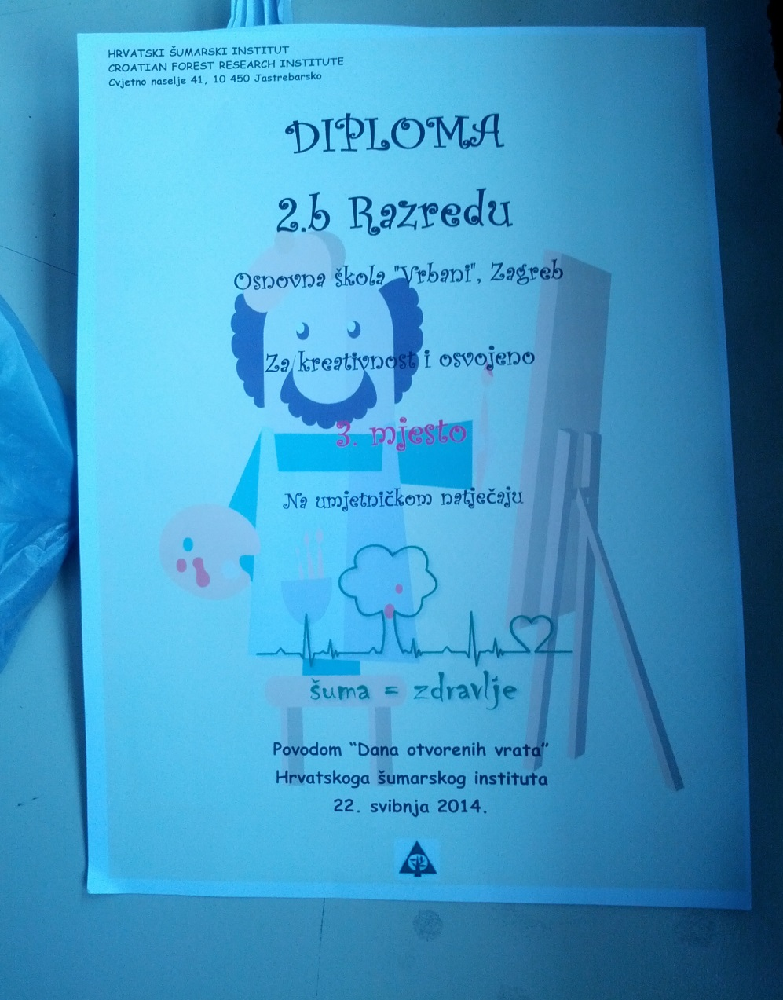 HRVATSKI ŠUMARSKI INSTITUT
CROATIAN FOREST RESEARCH INSTITUTE
Cvjetno naselje 41, 10 450 Jastrebarsko
DIPLOMA
2.b Razredu
Osnovna škola "Vrbani", Zagreb
Za kreativnost i osvojeno
3. mjesto
Na umjetničkom natječaju
šuma = zdravlje
Povodom "Dana otvorenih vrata"
Hrvatskoga šumarskog instituta
22. svibnja 2014.